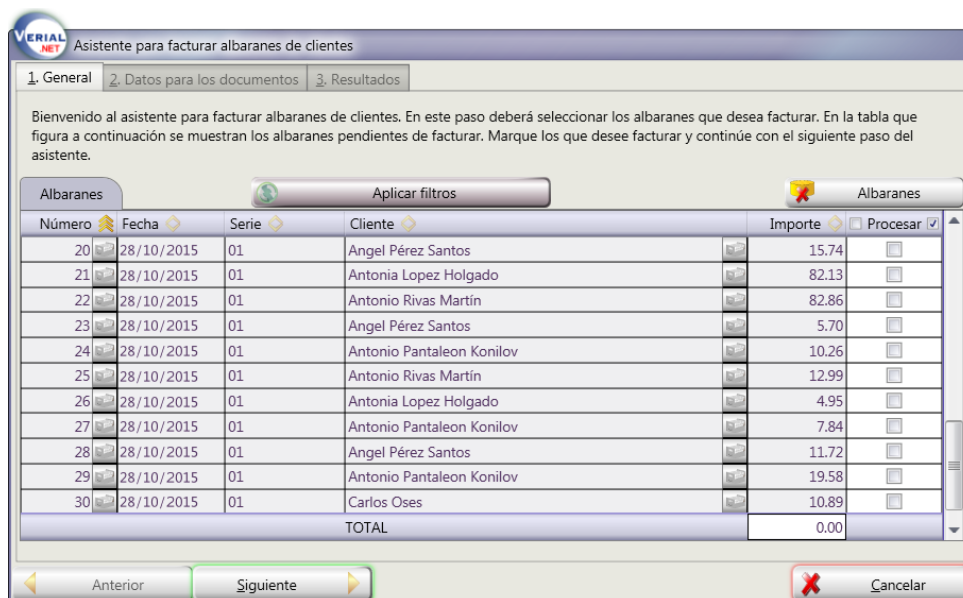 VERIAL
.NET
Asistente para facturar albaranes de clientes
1. General 2. Datos para los documentos 3. Resultados
Bienvenido al asistente para facturar albaranes de clientes. En este paso deberá seleccionar los albaranes que desea facturar. En la tabla que
figura a continuación se muestran los albaranes pendientes de facturar. Marque los que desee facturar y continúe con el siguiente paso del
asistente.
Albaranes Aplicar filtros Albaranes
Número Fecha Serie Cliente Importe Procesar
20 28/10/2015 01 Angel Pérez Santos 15.74
21 28/10/2015 01 Antonia Lopez Holgado 82.13
22 28/10/2015 01 Antonio Rivas Martín 82.86
23 28/10/2015 01 Angel Pérez Santos 5.70
24 28/10/2015 01 Antonio Pantaleon Konilov 10.26
25 28/10/2015 01 Antonio Rivas Martín 12.99
26 28/10/2015 01 Antonia Lopez Holgado 4.95
27 28/10/2015 01 Antonio Pantaleon Konilov 7.84
28 28/10/2015 01 Angel Pérez Santos 11.72
29 28/10/2015 01 Antonio Pantaleon Konilov 19.58
30 28/10/2015 01 Carlos Oses 10.89
TOTAL 0.00
Anterior Siguiente Cancelar